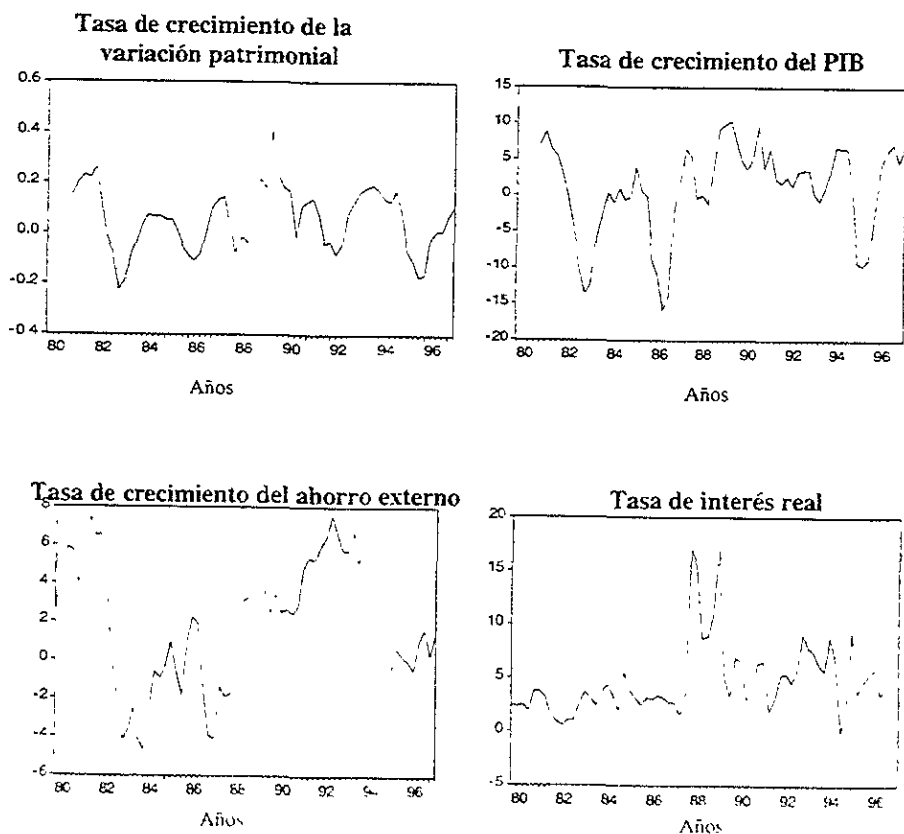 Tasa de crecimiento de la
variación patrimonial
0.6
0.4
0.2
0.0
-0.2
-0.4
80 82 84 86 88 90 92 94 96
Años
Tasa de crecimiento del PIB
15
10
5
0
-5
-10
-15
-20
80 82 84 86 88 90 92 94 96
Años
Tasa de crecimiento del ahorro externo
8
6
4
2
0
-2
-4
-6
80 82 84 86 88 90 92 96
Años
Tasa de interés real
20
15
10
5
0
-5
80 82 84 86 88 90 92 94 96
Años